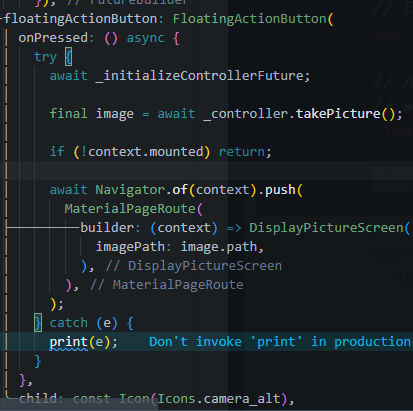 }), // FutureBuilder
floatingActionButton: FloatingActionButton(
onPressed: () async {
try {
await _initializeControllerFuture;
final image = await _controller.takePicture();
if (!context.mounted) return;
await Navigator.of(context).push(
MaterialPageRoute(
builder: (context) => DisplayPictureScreen(
imagePath: image.path,
), // DisplayPictureScreen
), // MaterialPageRoute
);
} catch (e) {
print(e); Don't invoke 'print' in production
}
},
child: const Icon(Icons.camera_alt),